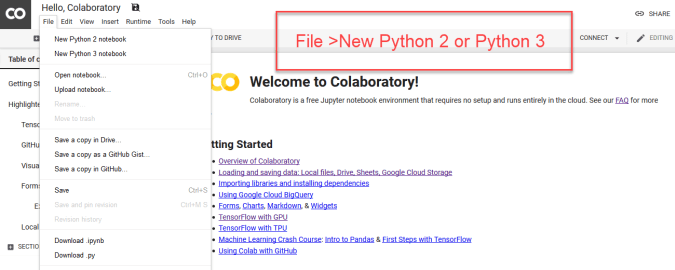 CO
Hello, Colaboratory
SHARE
File Edit View Insert Runtime Tools Help
Y TO DRIVE
File >New Python 2 or Python 3
CONNECT
EDITING
New Python 2 notebook
New Python 3 notebook
Open notebook... Ctrl+O
Upload notebook...
Rename...
Move to trash
Save a copy in Drive...
Save a copy as a GitHub Gist...
Save a copy in GitHub...
Save Ctrl+S
Save and pin revision Ctrl+M S
Revision history
Download .ipynb
Download .py
Table of c
Getting St
Highlighte
Tenso
GitHu
Visua
Forms
E
Local
SECTIO
CO
Welcome to Colaboratory!
Colaboratory is a free Jupyter notebook environment that requires no setup and runs entirely in the cloud. See our FAQ for more
tting Started
Overview of Colaboratory
Loading and saving data: Local files, Drive, Sheets, Google Cloud Storage
Importing libraries and installing dependencies
Using Google Cloud BigQuery
Forms, Charts, Markdown, & Widgets
TensorFlow with GPU
TensorFlow with TPU
Machine Learning Crash Course: Intro to Pandas & First Steps with TensorFlow
Using Colab with GitHub